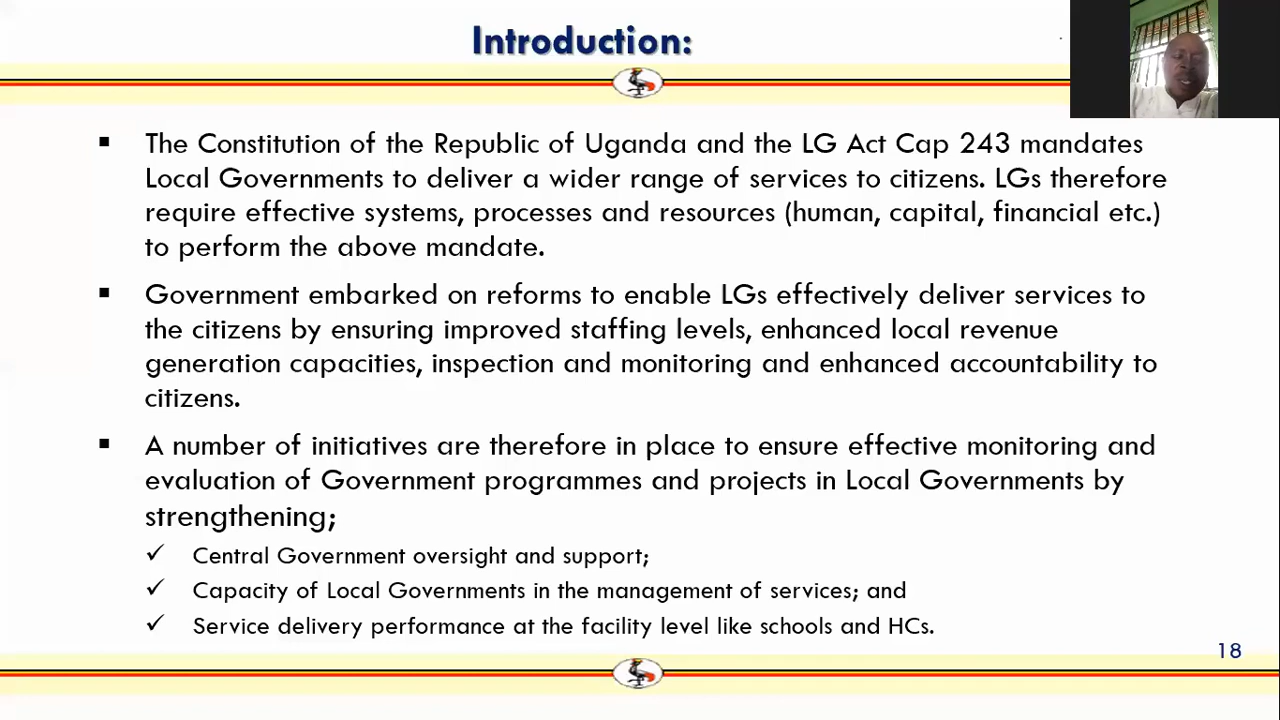 Introduction:
▪ The Constitution of the Republic of Uganda and the LG Act Cap 243 mandates
Local Governments to deliver a wider range of services to citizens. LGs therefore
require effective systems, processes and resources (human, capital, financial etc.)
to perform the above mandate.
▪ Government embarked on reforms to enable LGs effectively deliver services to
the citizens by ensuring improved staffing levels, enhanced local revenue
generation capacities, inspection and monitoring and enhanced accountability to
citizens.
▪ A number of initiatives are therefore in place to ensure effective monitoring and
evaluation of Government programmes and projects in Local Governments by
strengthening;
✓ Central Government oversight and support;
✓ Capacity of Local Governments in the management of services; and
✓ Service delivery performance at the facility level like schools and HCs.
18